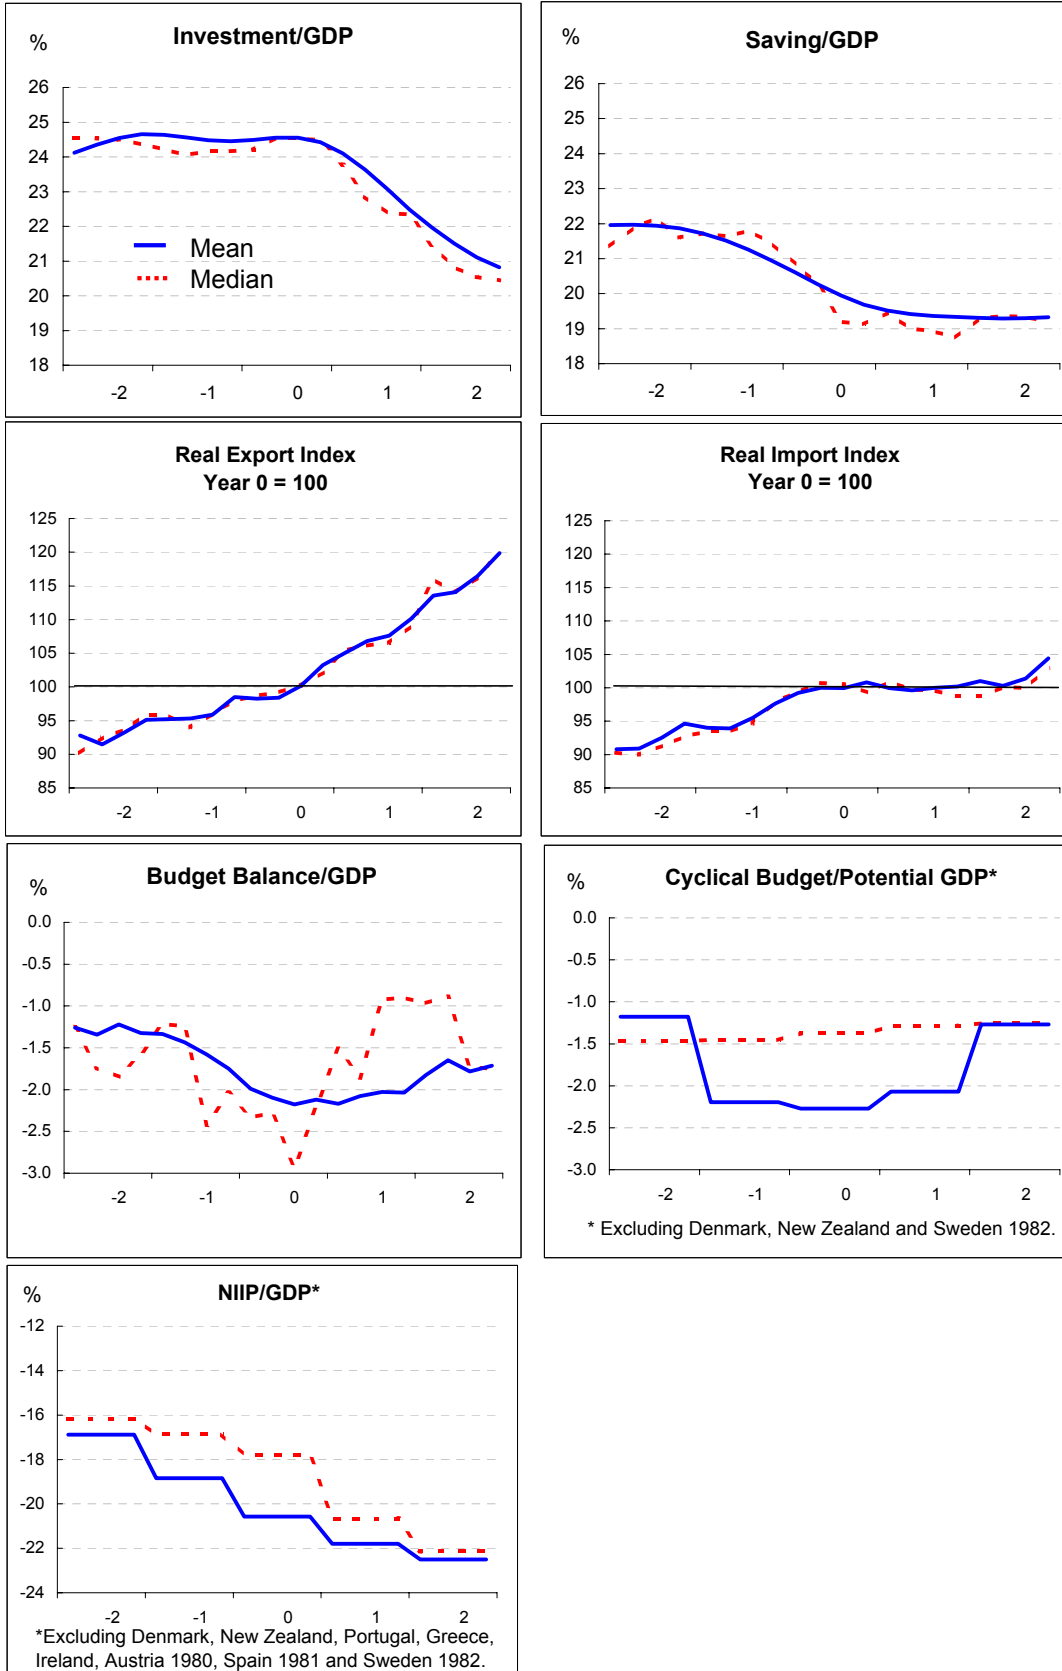 Investment/GDP
%
26
25
24
23
22
21
20
19
18
Mean
Median
-2 -1 0 1 2
Saving/GDP
%
26
25
24
23
22
21
20
19
18
-2 -1 0 1 2
Real Export Index
Year 0 = 100
125
120
115
110
105
100
95
90
85
-2 -1 0 1 2
Real Import Index
Year 0 = 100
125
120
115
110
105
100
95
90
85
-2 -1 0 1 2
Budget Balance/GDP
%
0.0
-0.5
-1.0
-1.5
-2.0
-2.5
-3.0
-2 -1 0 1 2
Cyclical Budget/Potential GDP*
%
0.0
-0.5
-1.0
-1.5
-2.0
-2.5
-3.0
-2 -1 0 1 2
* Excluding Denmark, New Zealand and Sweden 1982.
NIIP/GDP*
%
-12
-14
-16
-18
-20
-22
-24
-2 -1 0 1 2
*Excluding Denmark, New Zealand, Portugal, Greece,
Ireland, Austria 1980, Spain 1981 and Sweden 1982.